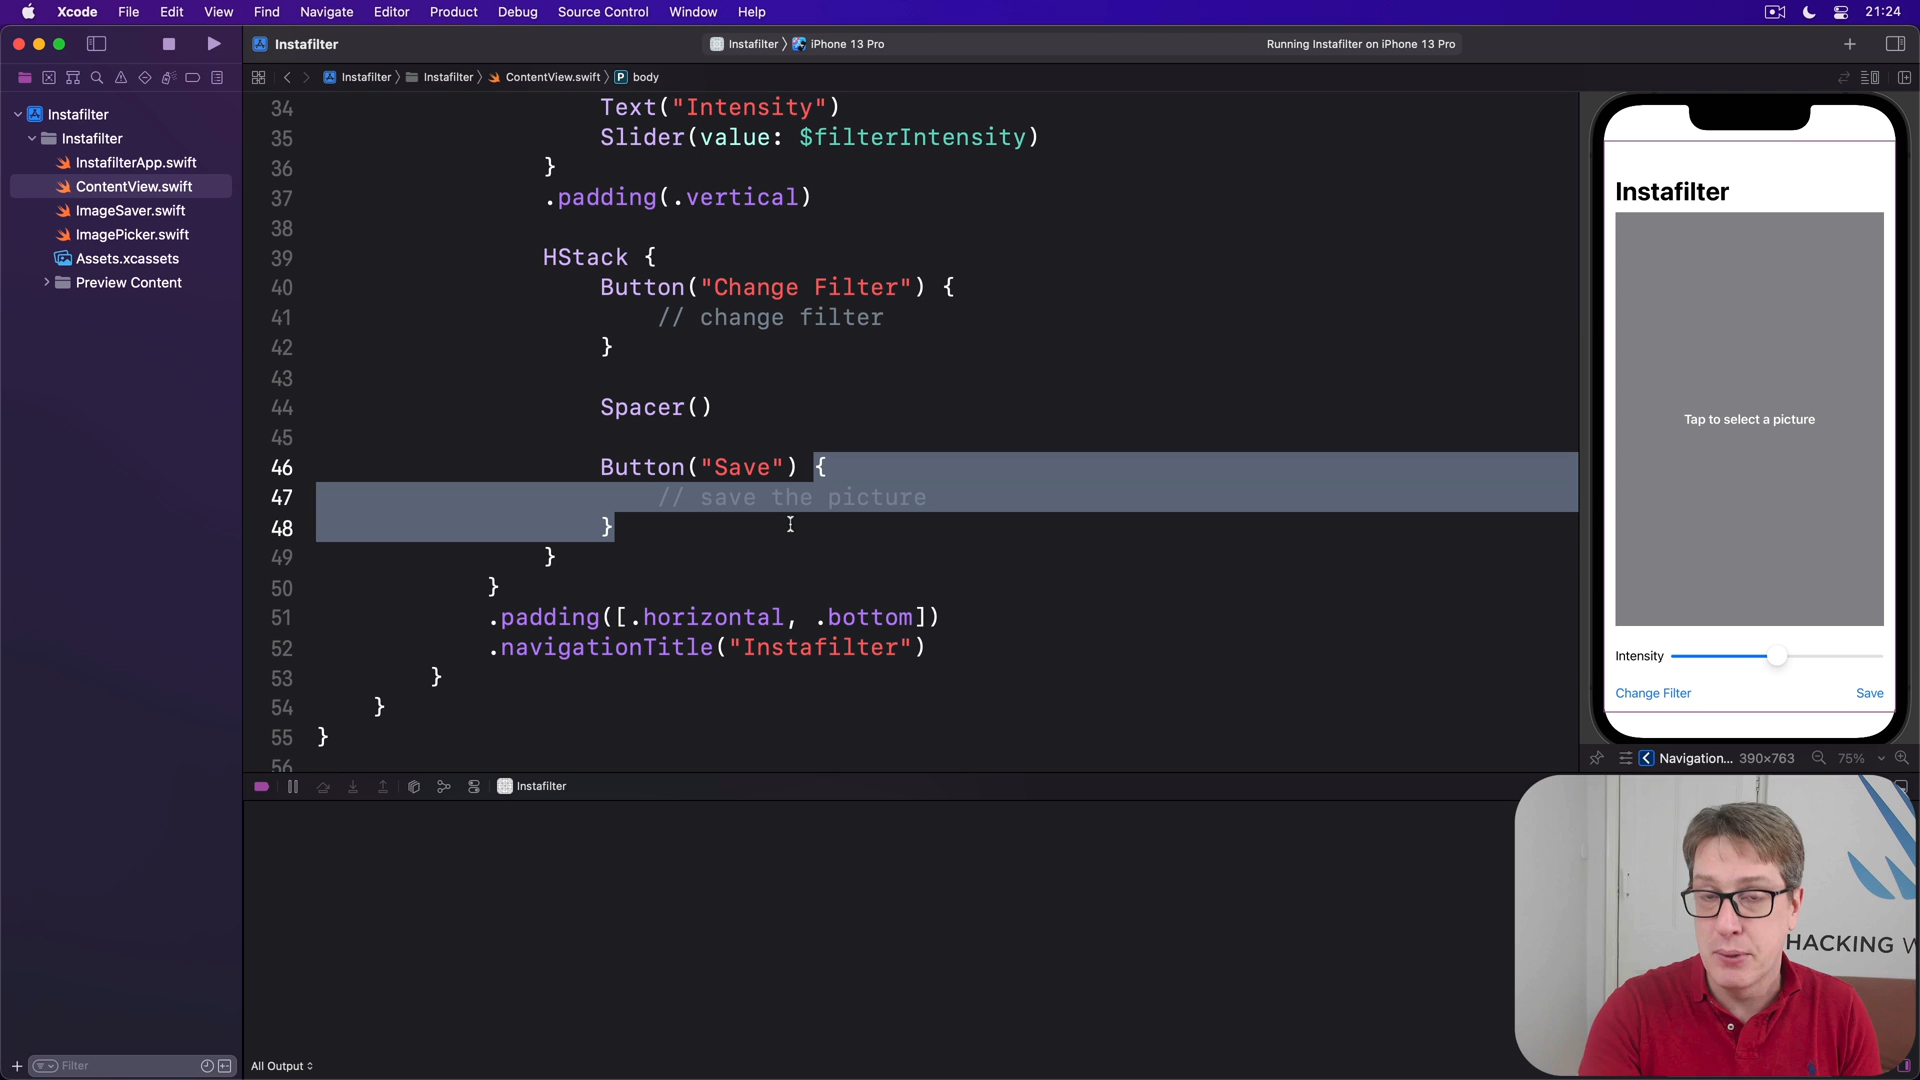 Xcode File Edit View Find Navigate Editor Product Debug Source Control Window Help 21:24
Instafilter
Instafilter iPhone 13 Pro
Running Instafilter on iPhone 13 Pro
Instafilter Instafilter ContentView.swift P body
Instafilter
Instafilter
InstafilterApp.swift
ContentView.swift
ImageSaver.swift
ImagePicker.swift
Assets.xcassets
Preview Content
34 Text("Intensity")
35 Slider(value: $filterIntensity)
36 }
37 .padding(.vertical)
38
39 HStack {
40 Button("Change Filter") {
41 // change filter
42 }
43
44 Spacer()
45
46 Button("Save") {
47 // save the picture
48 }
49 }
50 }
51 .padding([.horizontal, .bottom])
52 .navigationTitle("Instafilter")
53 }
54 }
55 }
56
Instafilter
Tap to select a picture
Intensity
Change Filter Save
Navigation... 390×763 75%
Instafilter
HACKING W
Filter
All Output